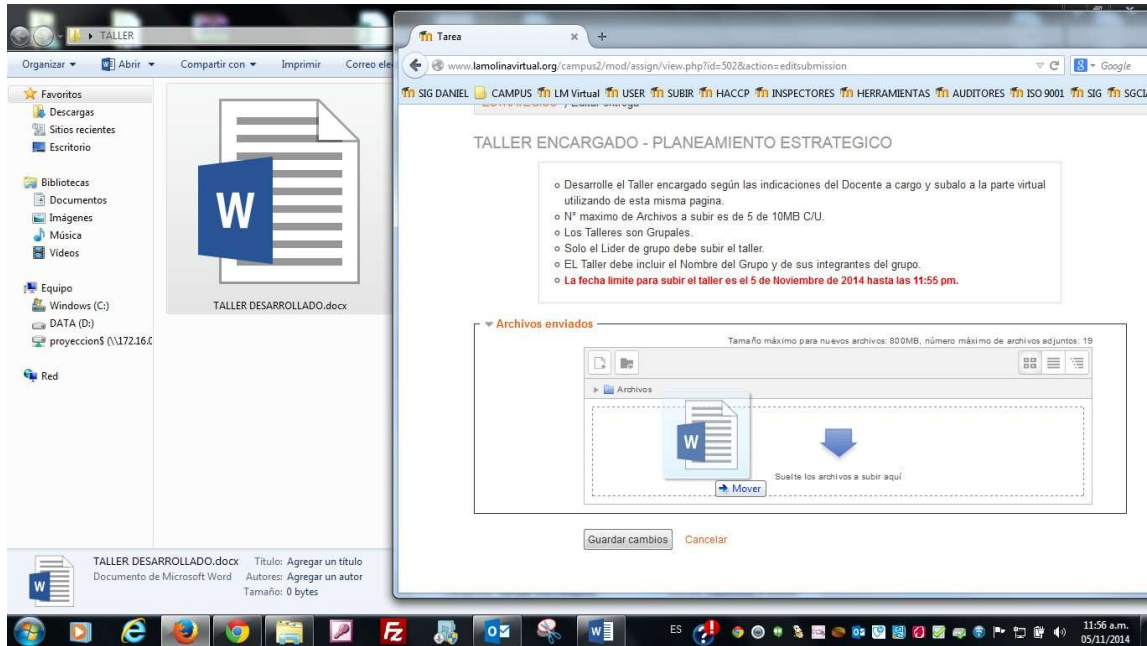 TALLER
Organizar
Abrir
Compartir con
Imprimir
Correo ele
Favoritos
Descargas
Sitios recientes
Escritorio
Bibliotecas
Documentos
Imágenes
Música
Vídeos
Equipo
Windows (C:)
DATA (D:)
proyeccion$ (\\172.16.0
Red
W
TALLER DESARROLLADO.docx
TALLER DESARROLLADO.docx Título: Agregar un título
Documento de Microsoft Word Autores: Agregar un autor
Tamaño: 0 bytes
W
Tarea
www.lamolinavirtual.org/campus2/mod/assign/view.php?id=502&action=editsubmission
Google
SIG DANIEL CAMPUS LM Virtual USER SUBIR HACCP INSPECTORES HERRAMIENTAS AUDITORES ISO 9001 SIG SGCIA
TALLER ENCARGADO - PLANEAMIENTO ESTRATEGICO
Desarrolle el Taller encargado según las indicaciones del Docente a cargo y subalo a la parte virtual
utilizando de esta misma pagina.
N° maximo de Archivos a subir es de 5 de 10MB C/U.
Los Talleres son Grupales.
Solo el Lider de grupo debe subir el taller.
EL Taller debe incluir el Nombre del Grupo y de sus integrantes del grupo.
La fecha limite para subir el taller es el 5 de Noviembre de 2014 hasta las 11:55 pm.
Archivos enviados
Tamaño máximo para nuevos archivos: 800MB, número máximo de archivos adjuntos: 19
Archivos
W
Mover
Suelte los archivos a subir aquí
Guardar cambios
Cancelar
ES
11:56 a.m.
05/11/2014